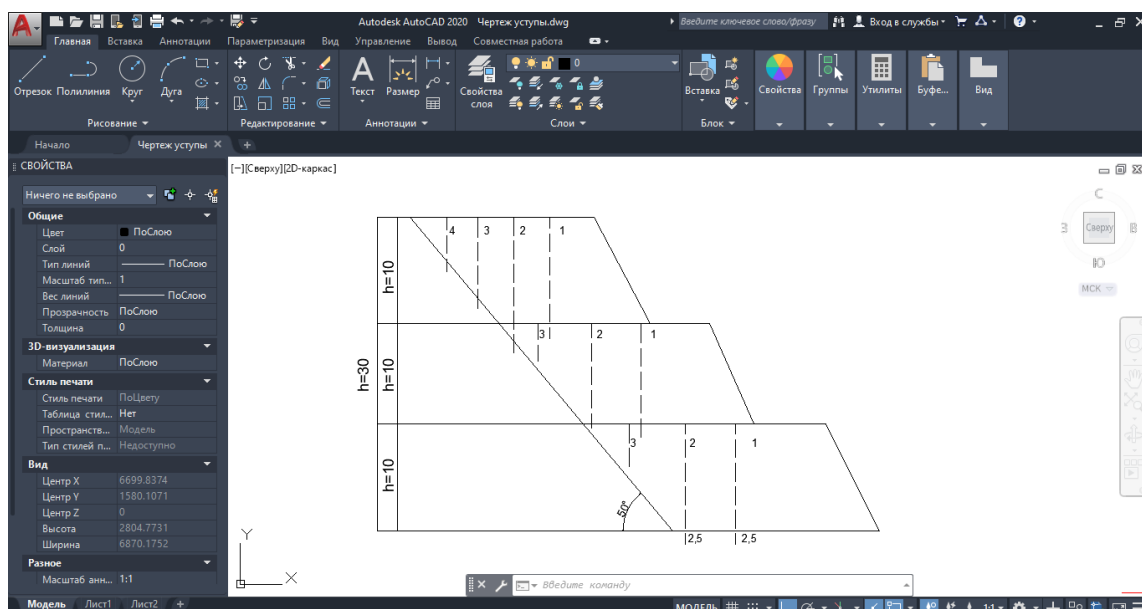 Autodesk AutoCAD 2020 Чертеж уступы.dwg
Введите ключевое слово/фразу
Вход в службы
Главная Вставка Аннотации Параметризация Вид Управление Вывод Совместная работа
0
Отрезок Полилиния Круг Дуга
Текст Размер
Свойства слоя
Вставка
Свойства Группы Утилиты Буфе... Вид
Рисование Редактирование Аннотации Слои Блок
Начало Чертеж уступы
СВОЙСТВА
Ничего не выбрано
Общие
Цвет ПоСлою
Слой 0
Тип линий ПоСлою
Масштаб тип... 1
Вес линий ПоСлою
Прозрачность ПоСлою
Толщина 0
3D-визуализация
Материал ПоСлою
Стиль печати
Стиль печати ПоЦвету
Таблица стил... Нет
Пространств... Модель
Тип стилей п... Недоступно
Вид
Центр X 6699.8374
Центр Y 1580.1071
Центр Z 0
Высота 2804.7731
Ширина 6870.1752
Разное
Масштаб анн... 1:1
[−][Сверху][2D-каркас]
4 3 2 1
h=10
3 2 1
h=30
h=10
3 2 1
h=10
50°
2,5 2,5
Y
X
С
З Сверху В
Ю
МСК
Введите команду
Модель Лист1 Лист2 +
МОДЕЛЬ
1:1